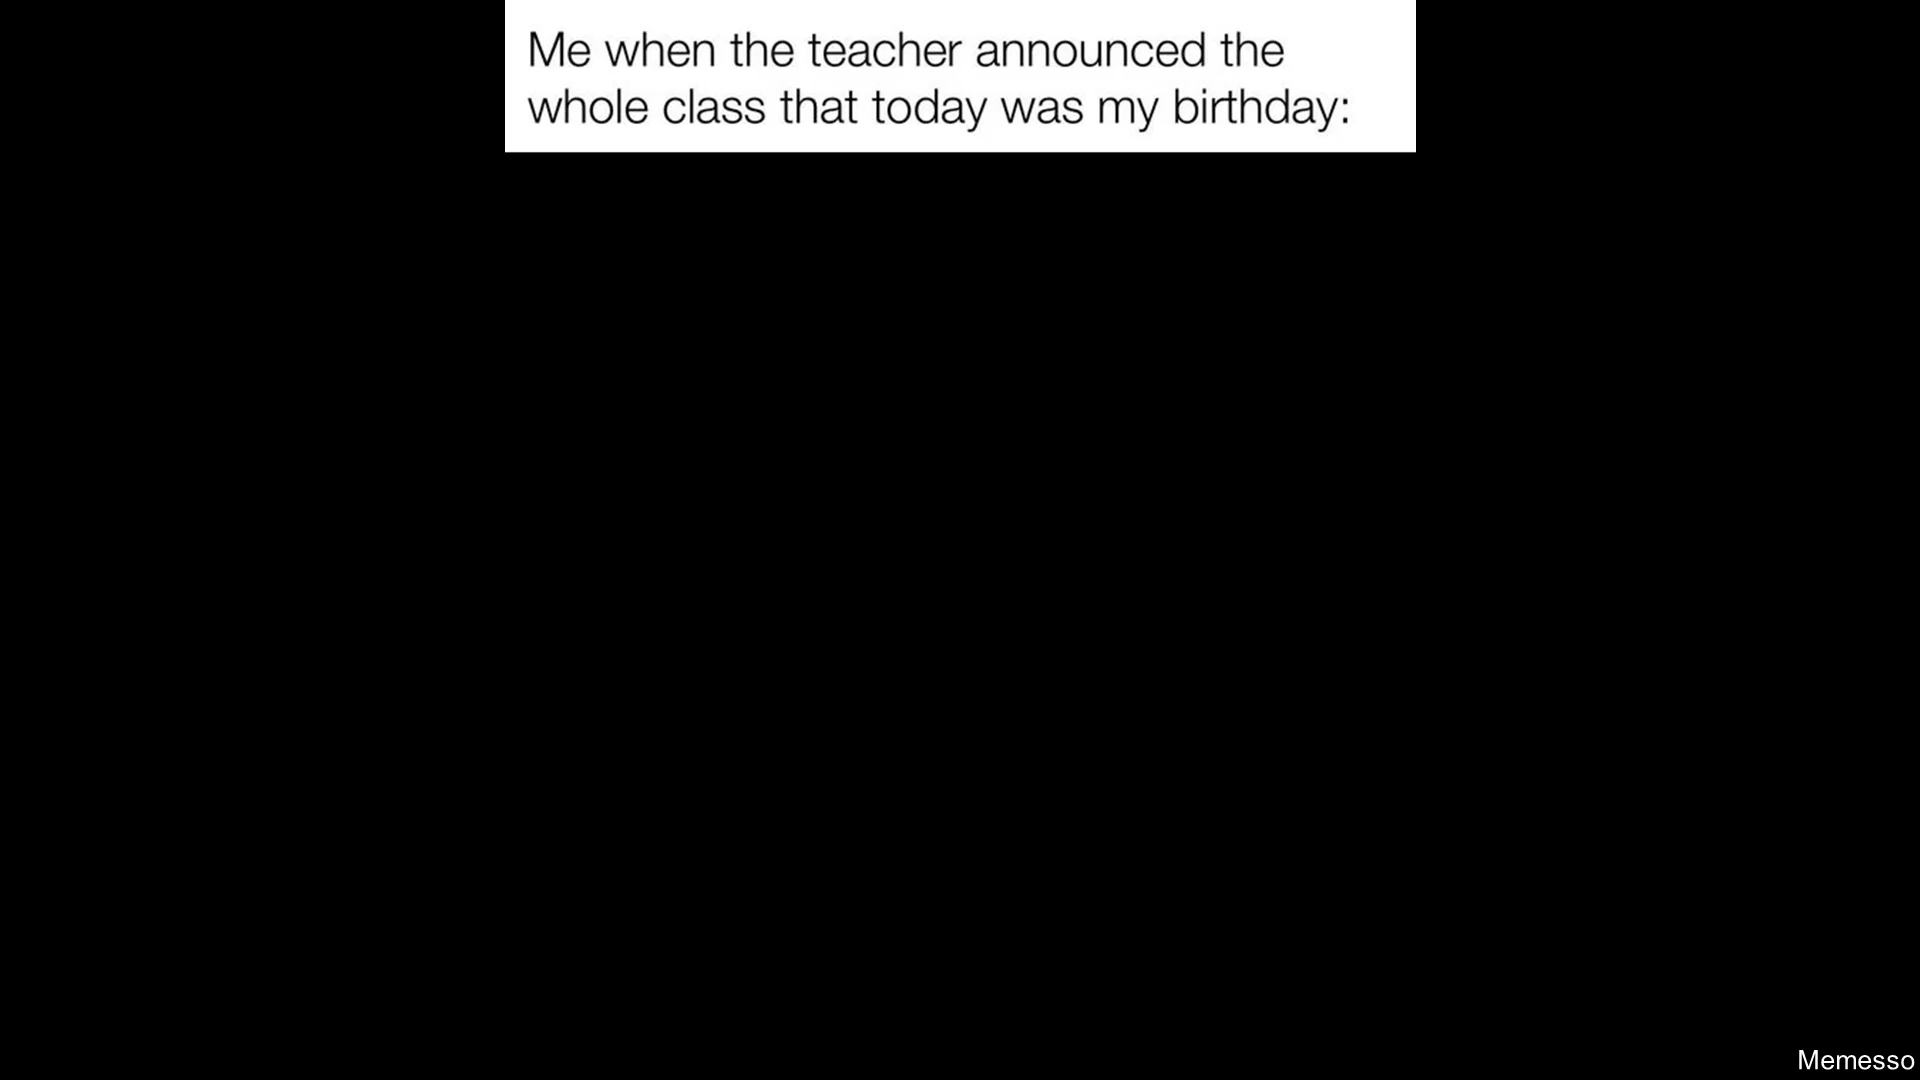 Me when the teacher announced the
whole class that today was my birthday:
Memesso